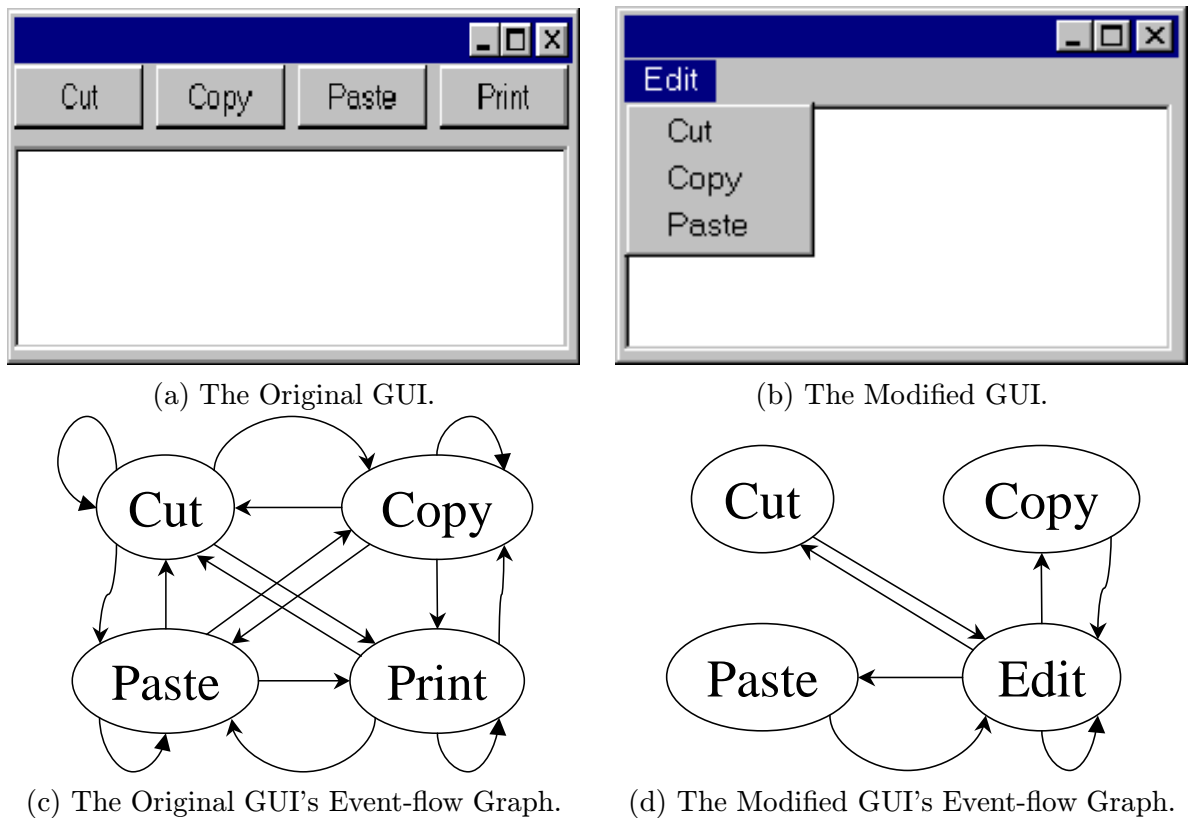 Cut Copy Paste Print
Edit
Cut
Copy
Paste
(a) The Original GUI.
(b) The Modified GUI.
Cut Copy
Paste Print
Cut Copy
Paste Edit
(c) The Original GUI's Event-flow Graph.
(d) The Modified GUI's Event-flow Graph.